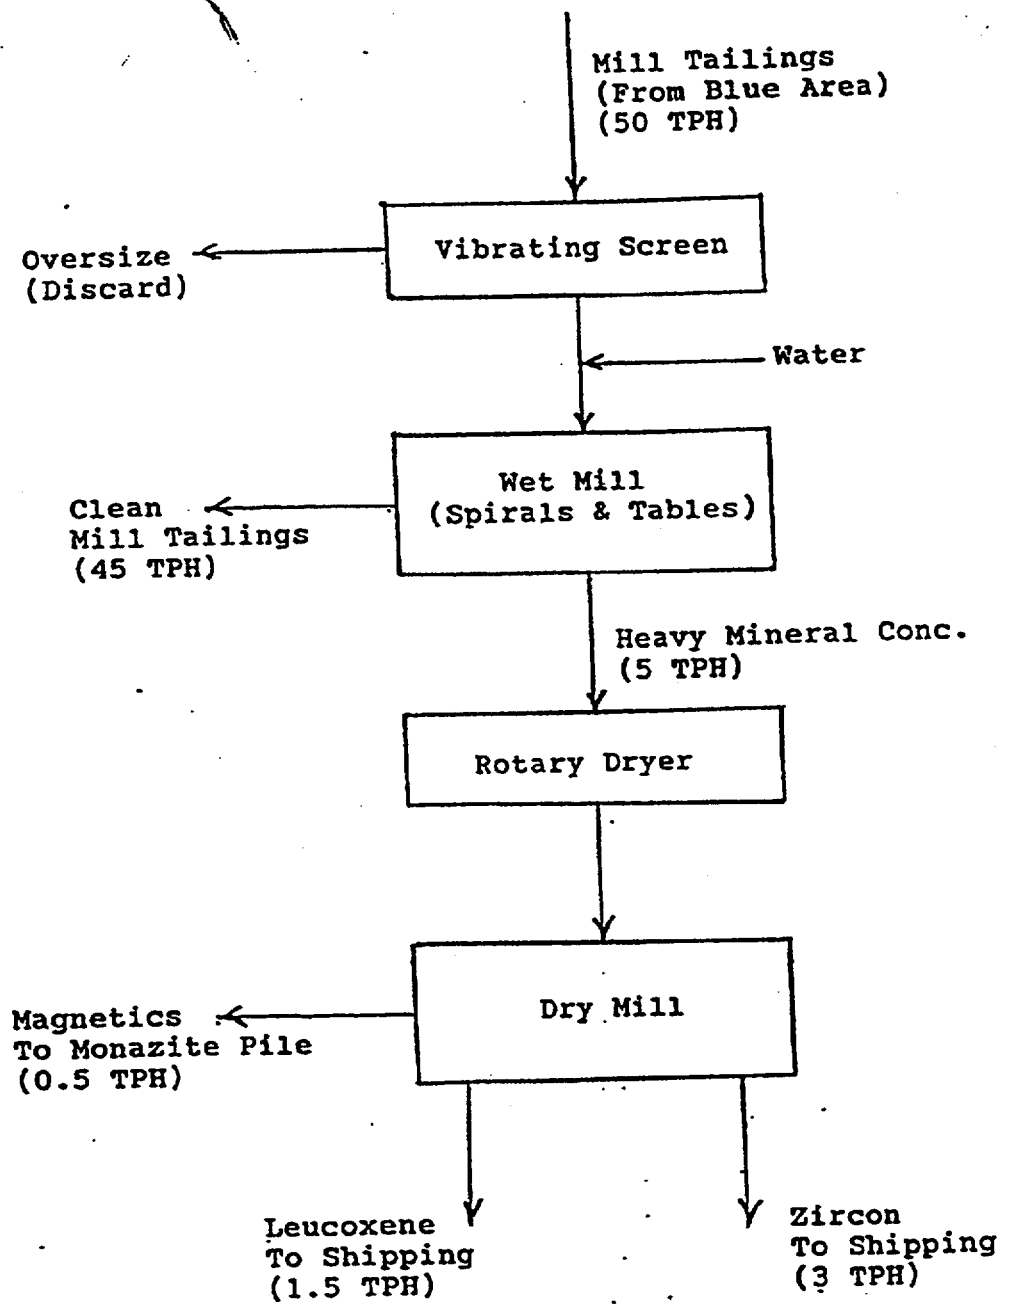 Mill Tailings
(From Blue Area)
(50 TPH)
Vibrating Screen
Oversize
(Discard)
Water
Wet Mill
(Spirals & Tables)
Clean
Mill Tailings
(45 TPH)
Heavy Mineral Conc.
(5 TPH)
Rotary Dryer
Dry Mill
Magnetics
To Monazite Pile
(0.5 TPH)
Leucoxene
To Shipping
(1.5 TPH)
Zircon
To Shipping
(3 TPH)